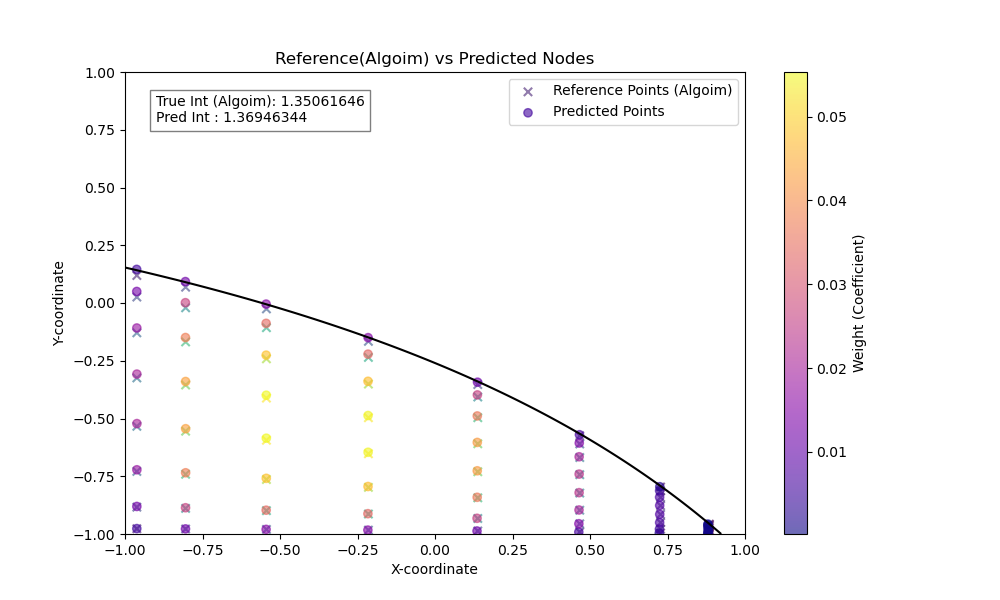 Reference(Algoim) vs Predicted Nodes
True Int (Algoim): 1.35061646
Pred Int : 1.36946344
Reference Points (Algoim)
Predicted Points
1.00
0.75
0.50
0.25
0.00
−0.25
−0.50
−0.75
−1.00
Y-coordinate
−1.00 −0.75 −0.50 −0.25 0.00 0.25 0.50 0.75 1.00
X-coordinate
0.05
0.04
0.03
0.02
0.01
Weight (Coefficient)